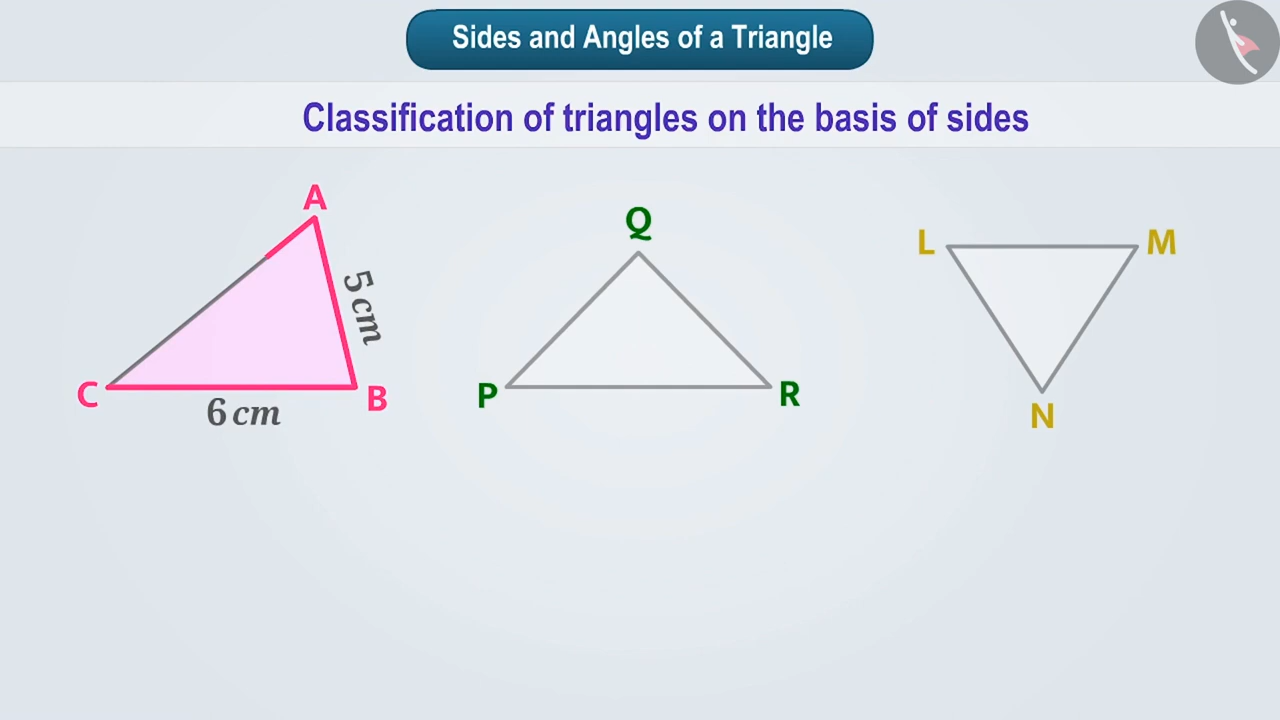 Sides and Angles of a Triangle
Classification of triangles on the basis of sides
A
5 cm
C
B
6 cm
Q
P
R
L
M
N